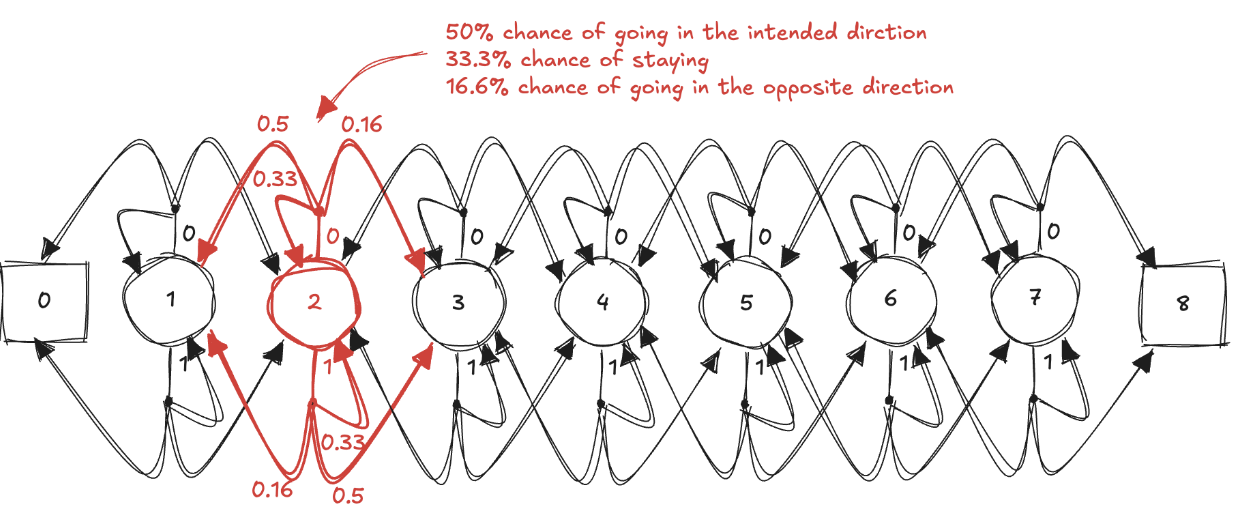 50% chance of going in the intended dirction
33.3% chance of staying
16.6% chance of going in the opposite direction
0.5 0.16
0.33
0 0 0 0 0 0 0
0 1 2 3 4 5 6 7 8
1 1 1 1 1 1 1
0.33
0.16 0.5